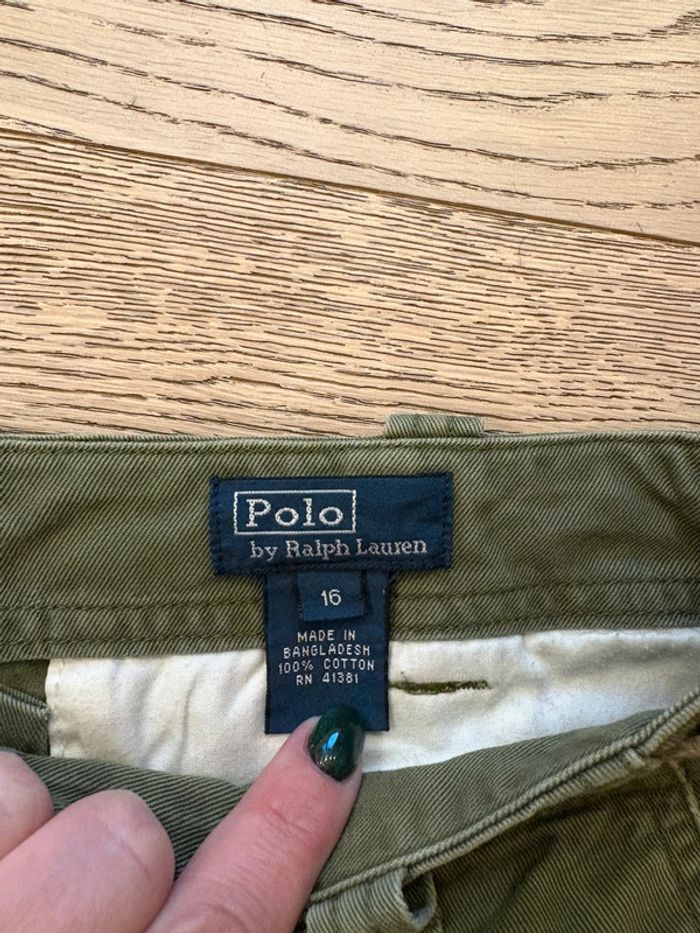 Polo
by Ralph Lauren
16
MADE IN
BANGLADESH
100% COTTON
RN 41381